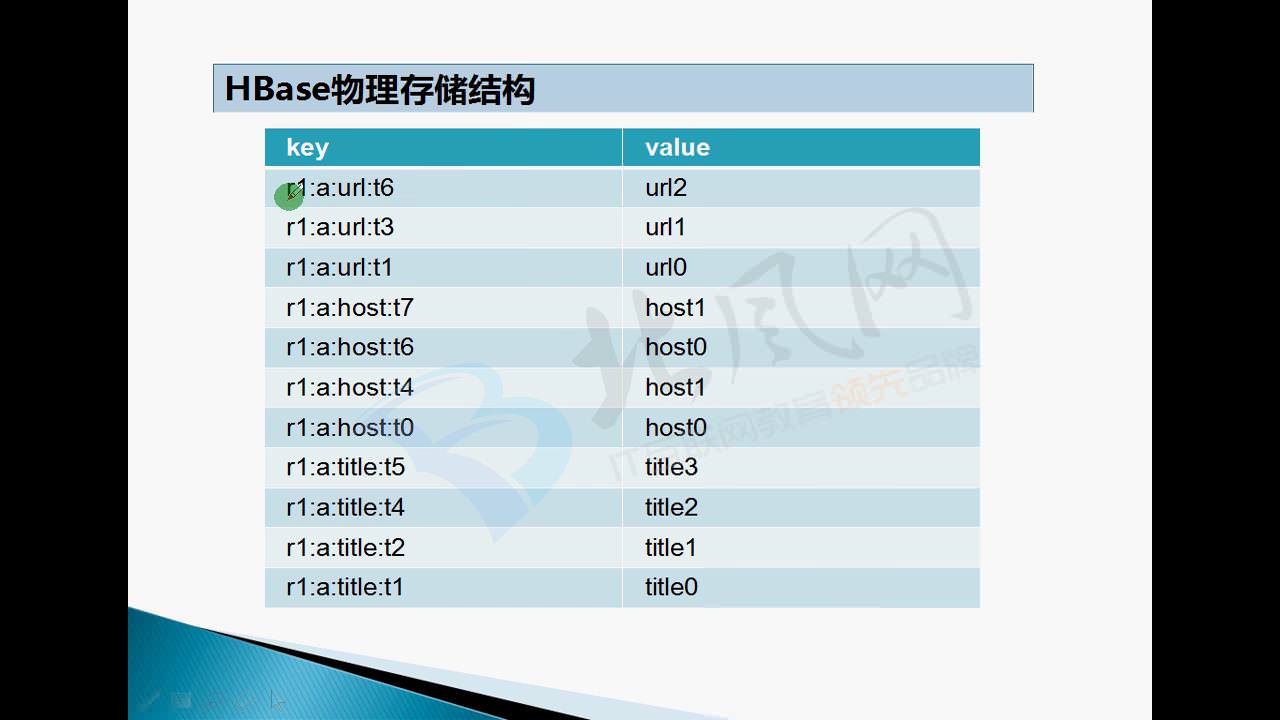 HBase物理存储结构
key value
r1:a:url:t6 url2
r1:a:url:t3 url1
r1:a:url:t1 url0
r1:a:host:t7 host1
r1:a:host:t6 host0
r1:a:host:t4 host1
r1:a:host:t0 host0
r1:a:title:t5 title3
r1:a:title:t4 title2
r1:a:title:t2 title1
r1:a:title:t1 title0
北风网
IT互联网教育领先品牌